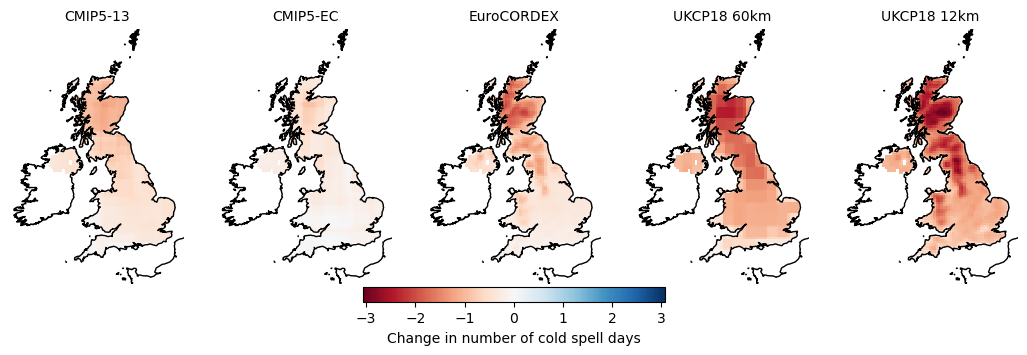 CMIP5-13 CMIP5-EC EuroCORDEX UKCP18 60km UKCP18 12km
−3 −2 −1 0 1 2 3
Change in number of cold spell days